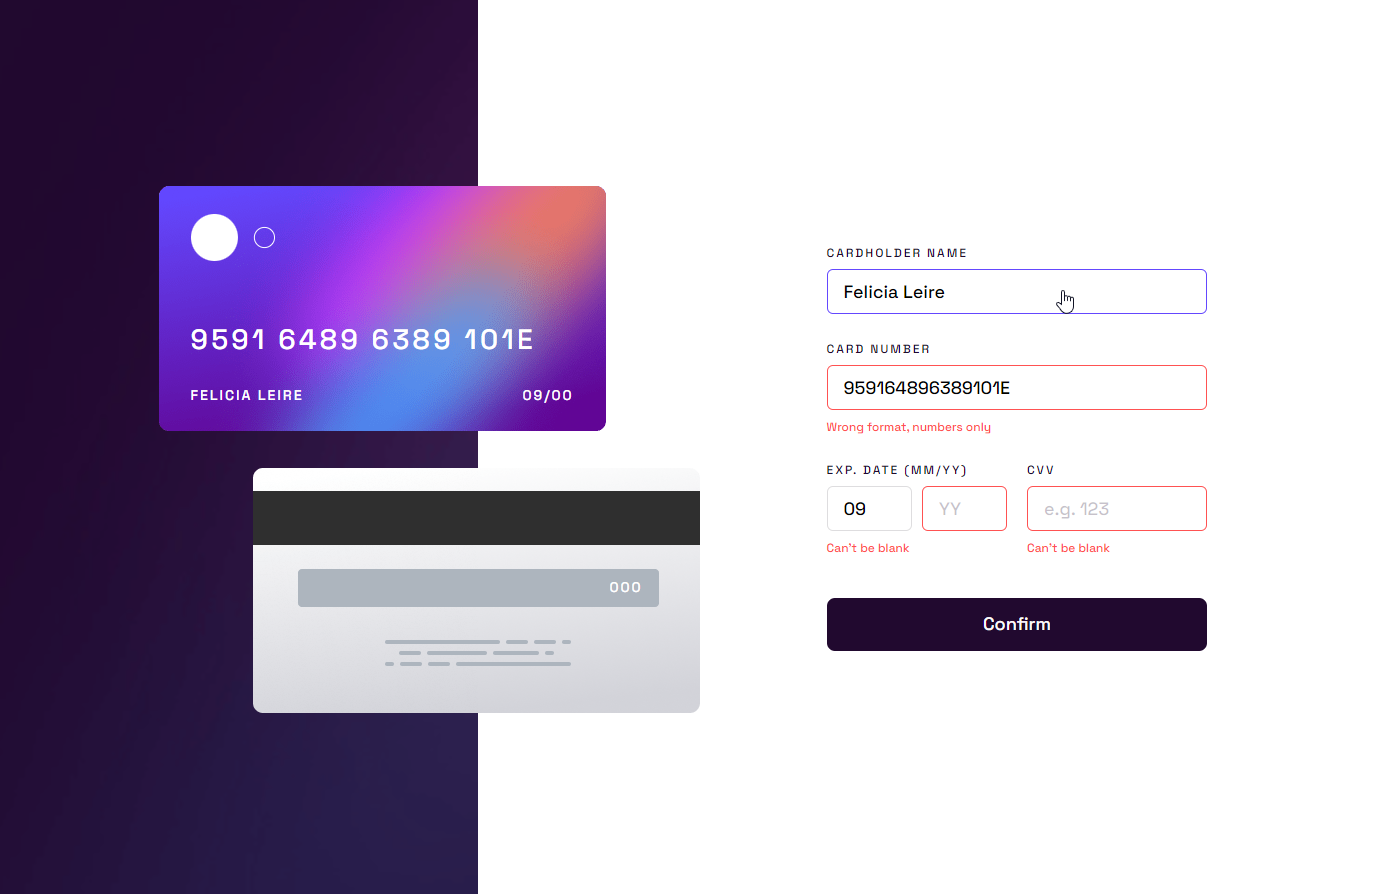 9591 6489 6389 101E
FELICIA LEIRE 09/00
000
CARDHOLDER NAME
Felicia Leire
CARD NUMBER
959164896389101E
Wrong format, numbers only
EXP. DATE (MM/YY) CVV
09 YY e.g. 123
Can't be blank Can't be blank
Confirm